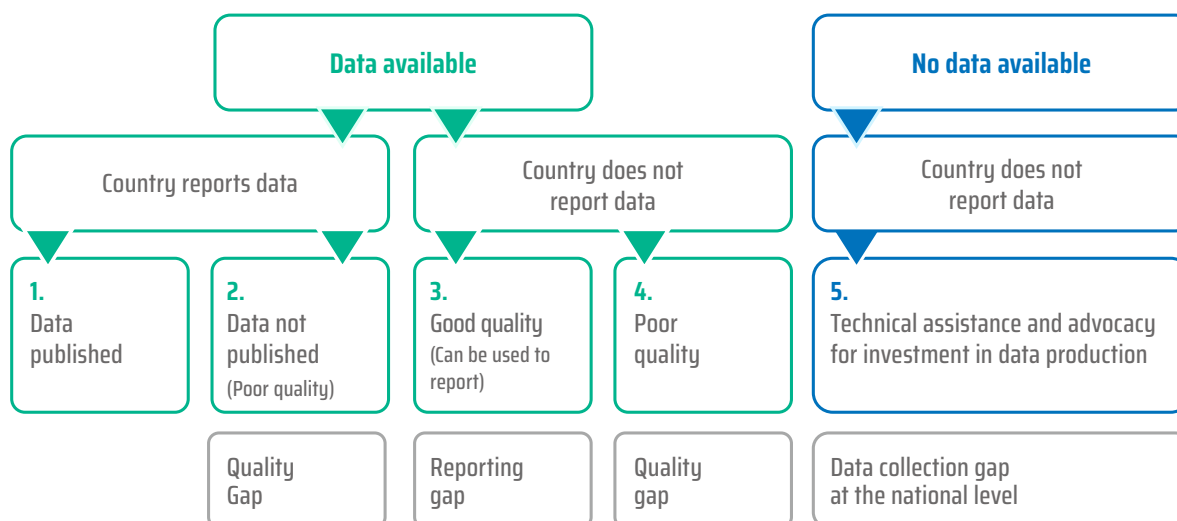 Data available
No data available
Country reports data
Country does not
report data
Country does not
report data
1.
Data
published
2.
Data not
published
(Poor quality)
3.
Good quality
(Can be used to
report)
4.
Poor
quality
5.
Technical assistance and advocacy
for investment in data production
Quality
Gap
Reporting
gap
Quality
gap
Data collection gap
at the national level